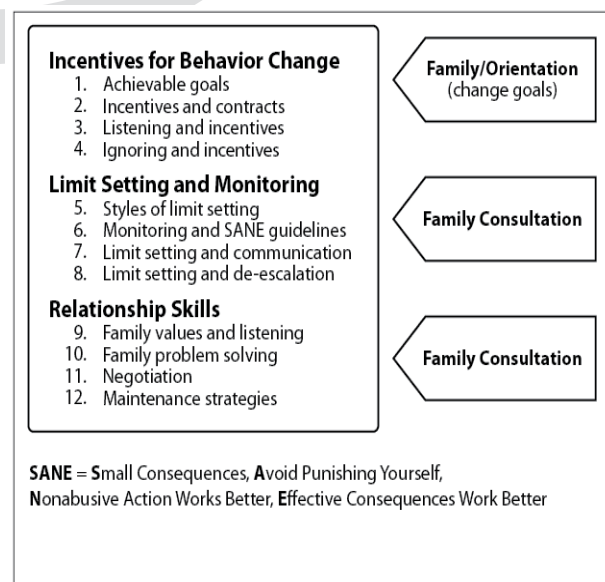 Incentives for Behavior Change
1. Achievable goals
2. Incentives and contracts
3. Listening and incentives
4. Ignoring and incentives
Limit Setting and Monitoring
5. Styles of limit setting
6. Monitoring and SANE guidelines
7. Limit setting and communication
8. Limit setting and de-escalation
Relationship Skills
9. Family values and listening
10. Family problem solving
11. Negotiation
12. Maintenance strategies
Family/Orientation
(change goals)
Family Consultation
Family Consultation
SANE = Small Consequences, Avoid Punishing Yourself,
Nonabusive Action Works Better, Effective Consequences Work Better